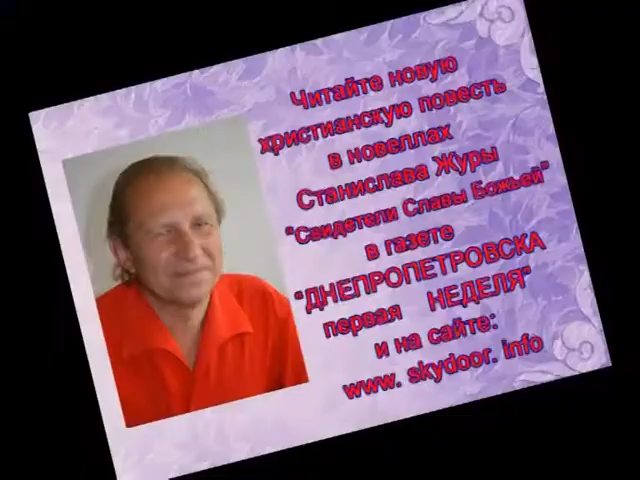 Читайте новую
христианскую повесть
в новеллах
Станислава Журы
"Свидетели Славы Божьей"
в газете
"ДНЕПРОПЕТРОВСКА
первая НЕДЕЛЯ"
и на сайте:
www. skydoor. info